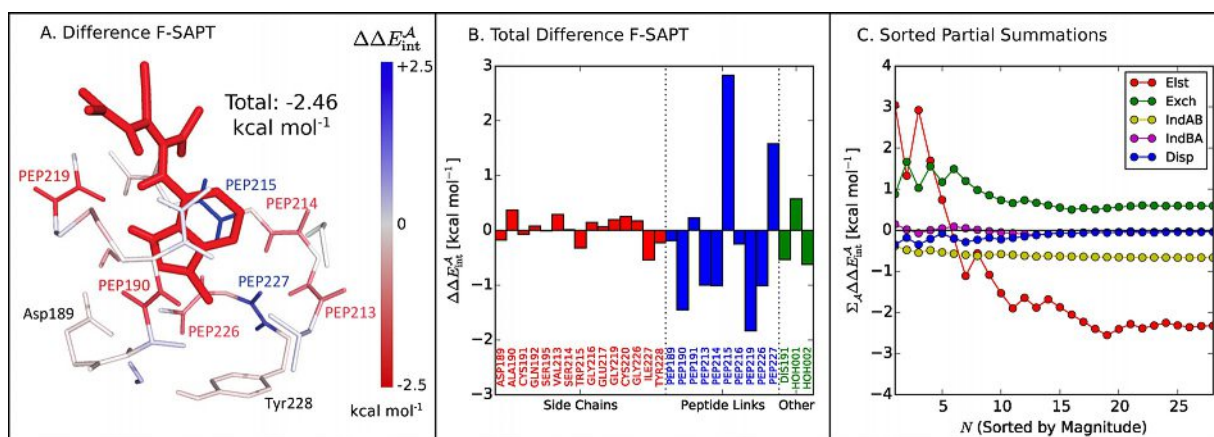 A. Difference F-SAPT
ΔΔE^A_int
+2.5
0
-2.5
kcal mol⁻¹
Total: -2.46
kcal mol⁻¹
PEP219
PEP215
PEP214
PEP190
PEP227
PEP213
PEP226
Asp189
Tyr228
B. Total Difference F-SAPT
ΔΔE^A_int [kcal mol⁻¹]
3
2
1
0
-1
-2
-3
ASP189
ALA190
CYS191
GLN192
SER195
VAL213
SER214
TRP215
GLY216
GLU217
GLY219
CYS220
GLY226
ILE227
TYR228
PEP189
PEP190
PEP191
PEP213
PEP214
PEP215
PEP216
PEP219
PEP226
PEP227
DIS191
HOH001
HOH002
Side Chains
Peptide Links
Other
C. Sorted Partial Summations
Σ_A ΔΔE^A_int [kcal mol⁻¹]
4
3
2
1
0
-1
-2
-3
-4
Elst
Exch
IndAB
IndBA
Disp
5 10 15 20 25
N (Sorted by Magnitude)